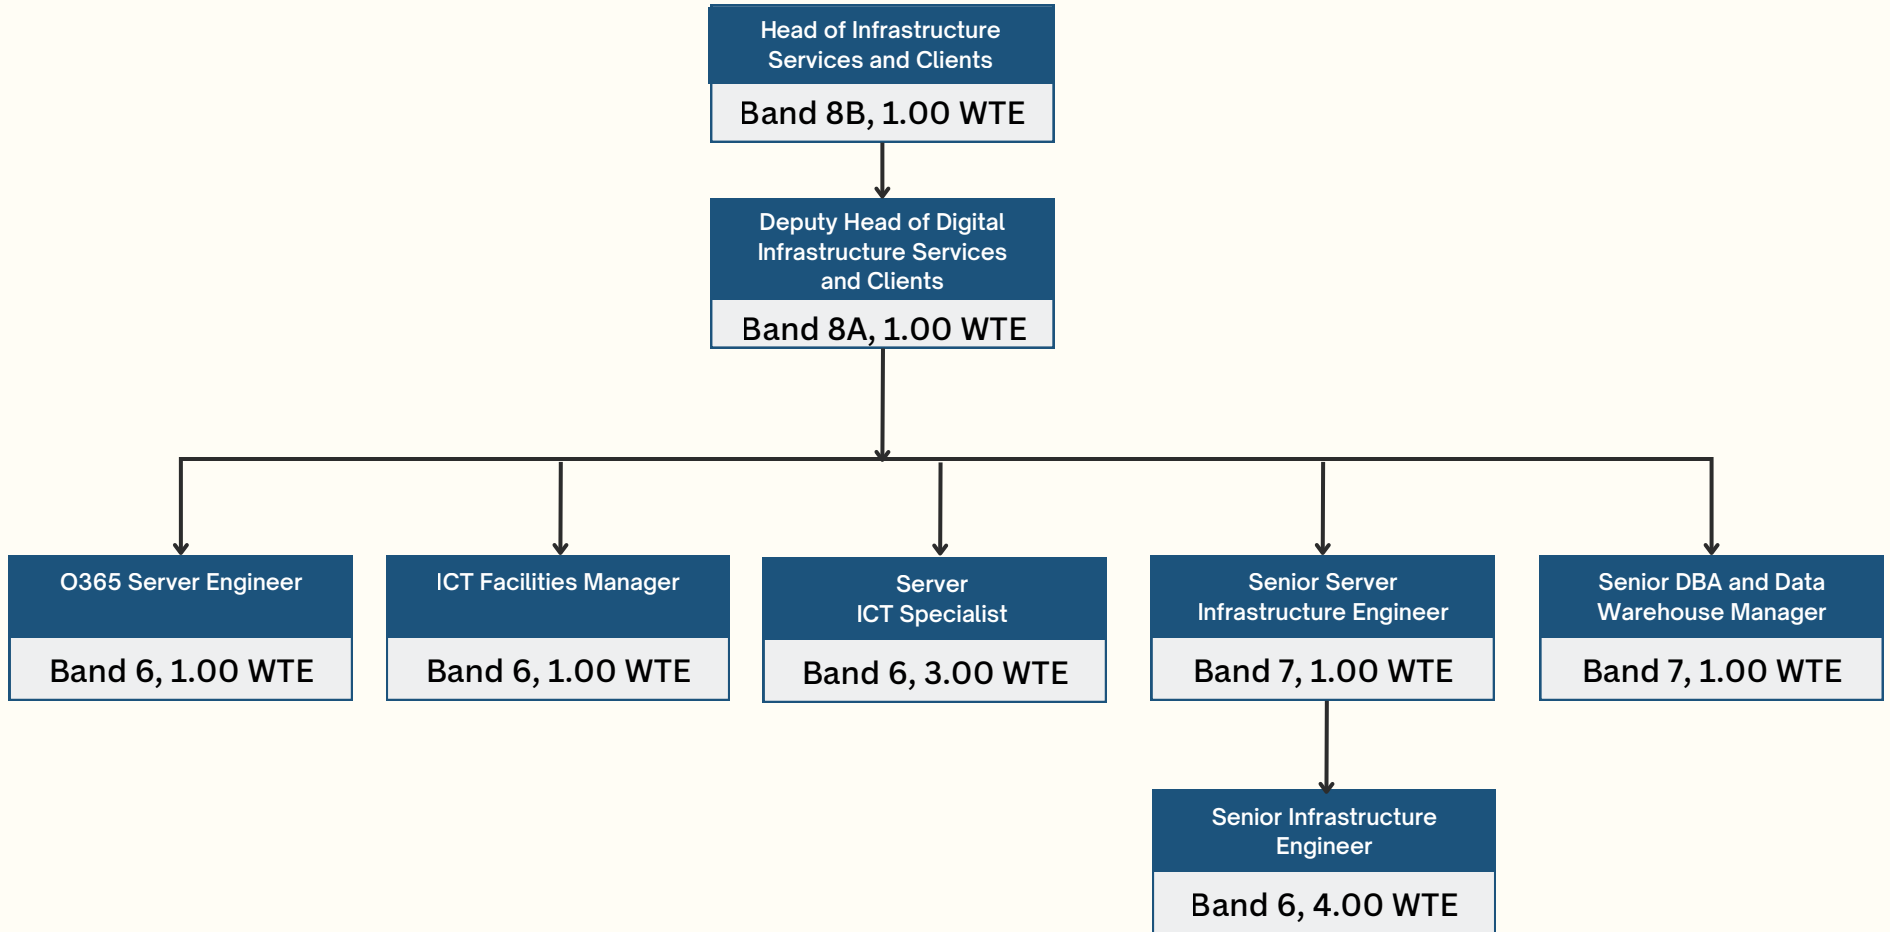 Head of Infrastructure
Services and Clients
Band 8B, 1.00 WTE
Deputy Head of Digital
Infrastructure Services
and Clients
Band 8A, 1.00 WTE
O365 Server Engineer
Band 6, 1.00 WTE
ICT Facilities Manager
Band 6, 1.00 WTE
Server
ICT Specialist
Band 6, 3.00 WTE
Senior Server
Infrastructure Engineer
Band 7, 1.00 WTE
Senior DBA and Data
Warehouse Manager
Band 7, 1.00 WTE
Senior Infrastructure
Engineer
Band 6, 4.00 WTE